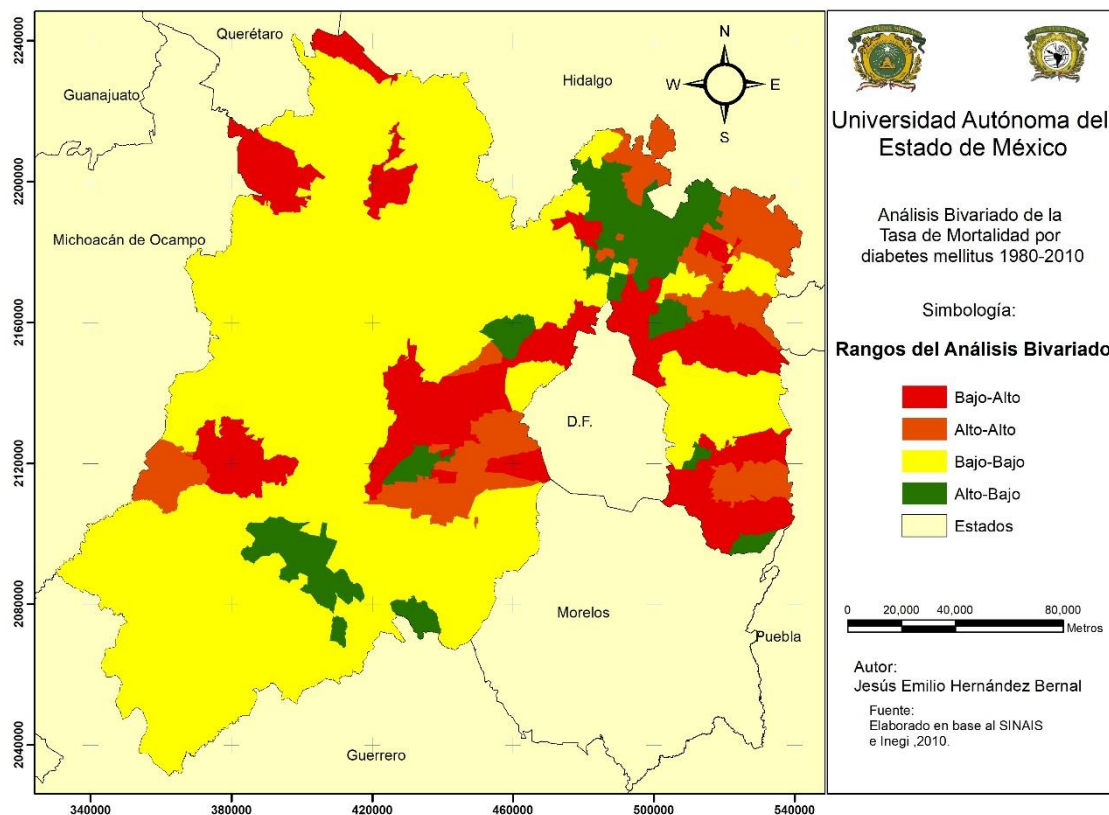 Querétaro
Guanajuato
Hidalgo
Michoacán de Ocampo
D.F.
Morelos
Puebla
Guerrero
N
W
E
S
2240000
2200000
2160000
2120000
2080000
2040000
340000
380000
420000
460000
500000
540000
Universidad Autónoma del
Estado de México
Análisis Bivariado de la
Tasa de Mortalidad por
diabetes mellitus 1980-2010
Simbología:
Rangos del Análisis Bivariado
Bajo-Alto
Alto-Alto
Bajo-Bajo
Alto-Bajo
Estados
0 20,000 40,000 80,000
Metros
Autor:
Jesús Emilio Hernández Bernal
Fuente:
Elaborado en base al SINAIS
e Inegi ,2010.